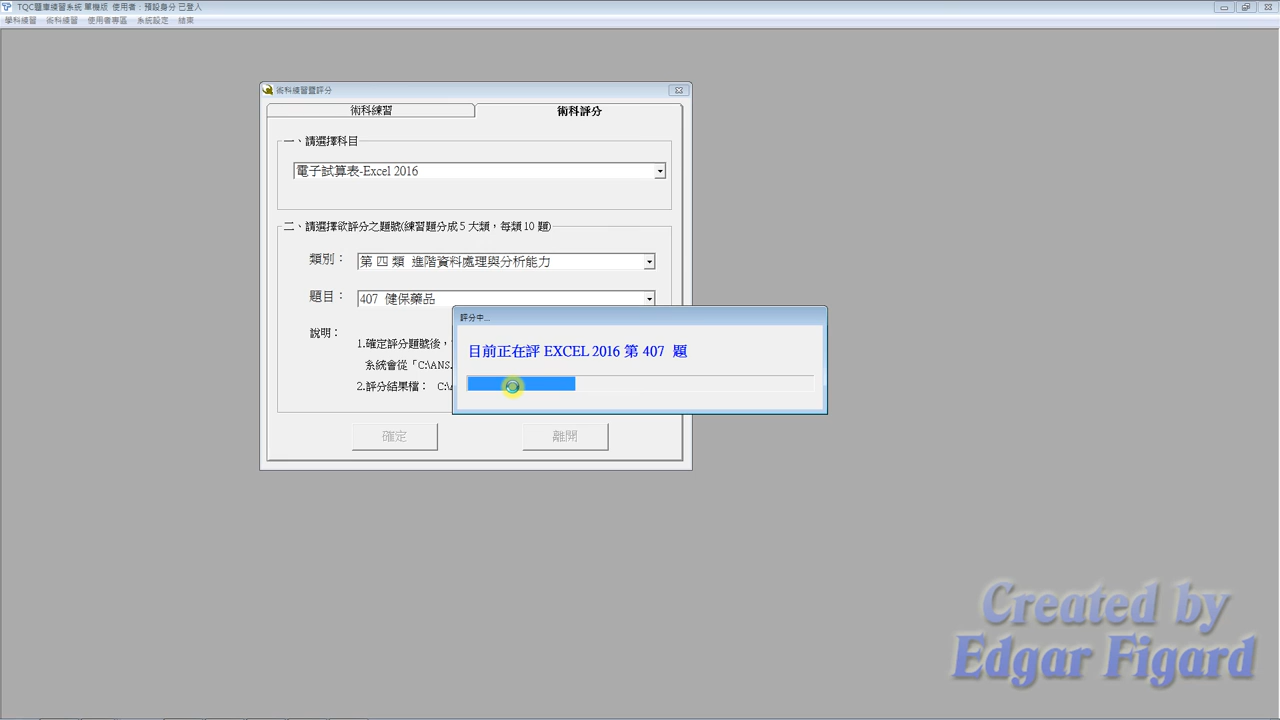 TQC題庫練習系統 單機版 使用者：預設身分 已登入
學科練習 術科練習 使用者專區 系統設定 結束
術科練習暨評分
術科練習 術科評分
一、請選擇科目
電子試算表-Excel 2016
二、請選擇欲評分之題號(練習題分成 5 大類，每類 10 題)
類別： 第 四 類 進階資料處理與分析能力
題目： 407 健保藥品
評分中...
說明：
1.確定評分題號後，
目前正在評 EXCEL 2016 第 407 題
系統會從「C:\ANS.
2.評分結果檔： C:\
確定 離開
Created by
Edgar Figard